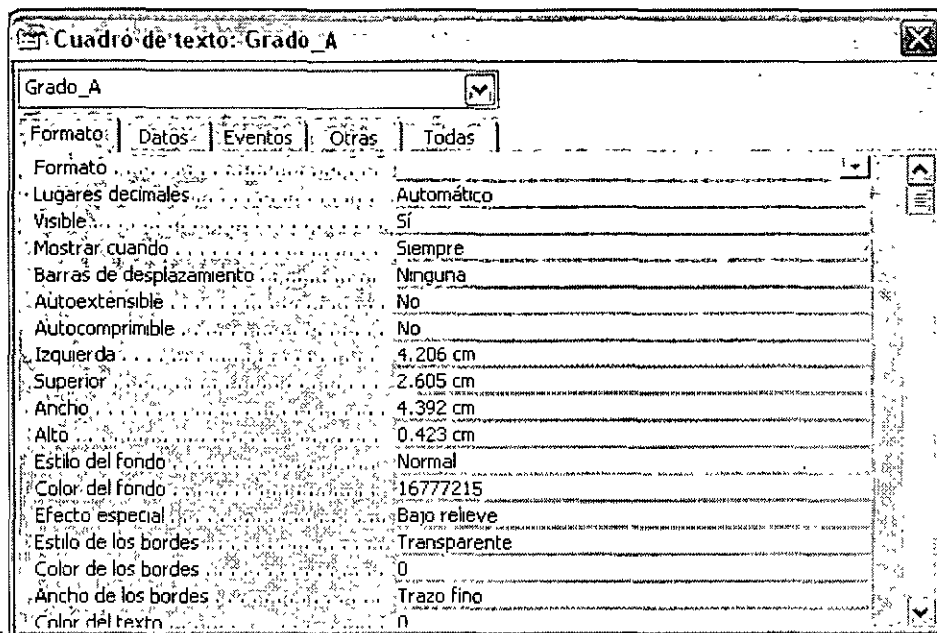 Cuadro de texto: Grado_A
Grado_A
Formato Datos Eventos Otras Todas
Formato
Lugares decimales Automático
Visible Sí
Mostrar cuando Siempre
Barras de desplazamiento Ninguna
Autoextensible No
Autocomprimible No
Izquierda 4.206 cm
Superior 2.605 cm
Ancho 4.392 cm
Alto 0.423 cm
Estilo del fondo Normal
Color del fondo 16777215
Efecto especial Bajo relieve
Estilo de los bordes Transparente
Color de los bordes 0
Ancho de los bordes Trazo fino
Color del texto 0